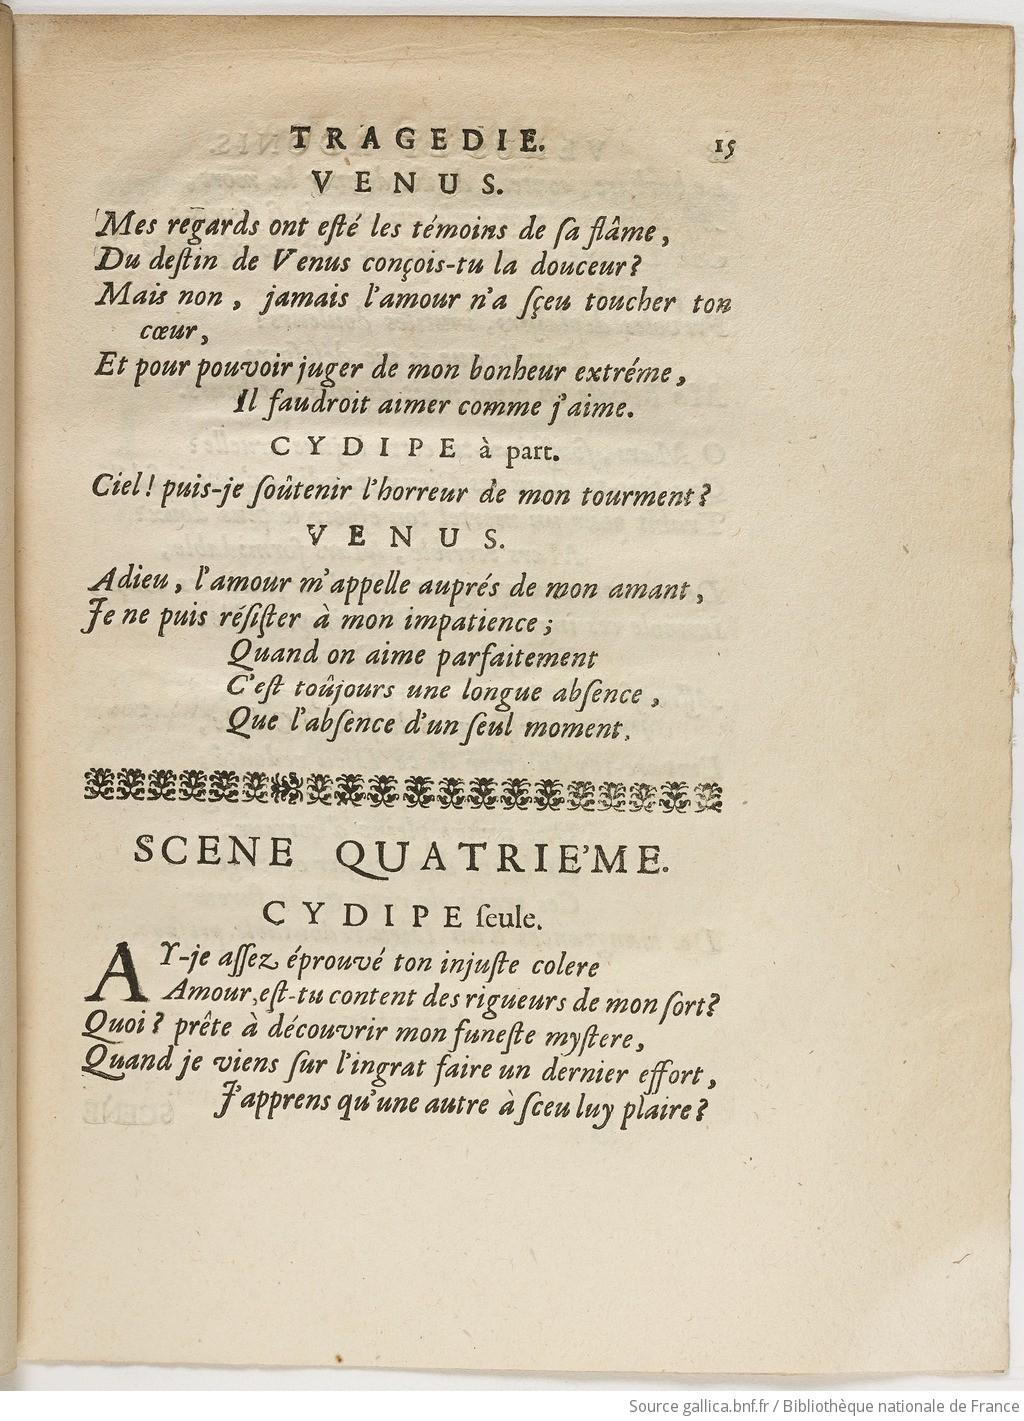 TRAGEDIE. 15
VENUS.
Mes regards ont eſté les témoins de ſa flâme,
Du deſtin de Venus conçois-tu la douceur?
Mais non, jamais l'amour n'a ſçeu toucher ton
cœur,
Et pour pouvoir juger de mon bonheur extréme,
Il faudroit aimer comme j'aime.
CYDIPE à part.
Ciel! puis-je ſoûtenir l'horreur de mon tourment?
VENUS.
Adieu, l'amour m'appelle auprés de mon amant,
Je ne puis réſiſter à mon impatience;
Quand on aime parfaitement
C'eſt toûjours une longue abſence,
Que l'abſence d'un ſeul moment.
SCENE QUATRIE'ME.
CYDIPE ſeule.
AY-je aſſez éprouvé ton injuſte colere
Amour, eſt-tu content des rigueurs de mon ſort?
Quoi? prête à découvrir mon funeſte myſtere,
Quand je viens ſur l'ingrat faire un dernier effort,
J'apprens qu'une autre à sceu luy plaire?
Source gallica.bnf.fr / Bibliothèque nationale de France